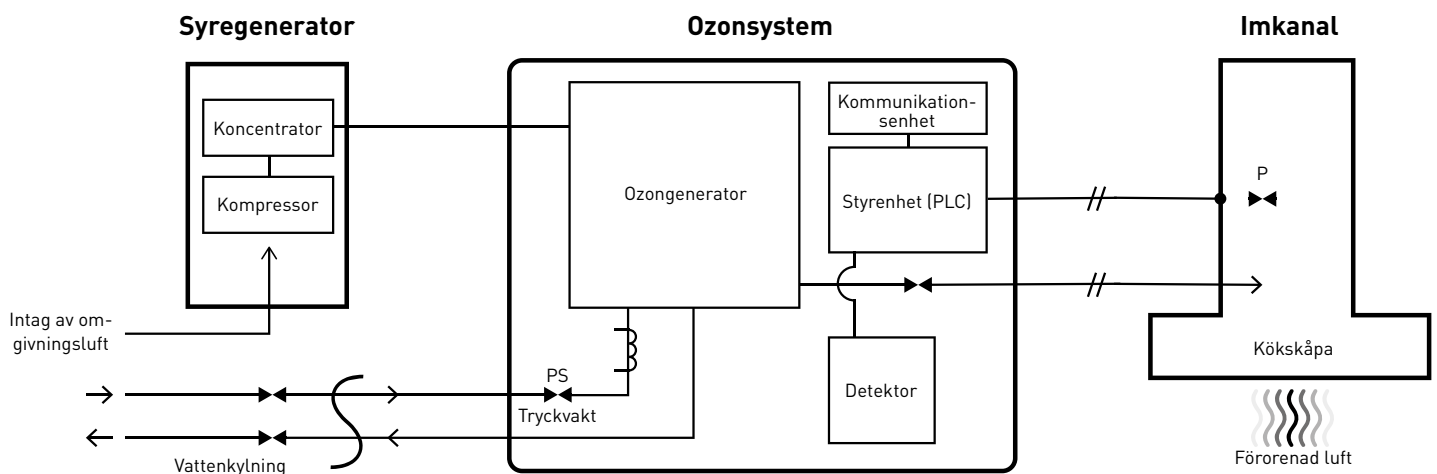 Syregenerator
Ozonsystem
Imkanal
Koncentrator
Kompressor
Intag av om-
givningsluft
Ozongenerator
Kommunikation-
senhet
Styrenhet (PLC)
P
Detektor
PS
Tryckvakt
Vattenkylning
Kökskåpa
Förorenad luft